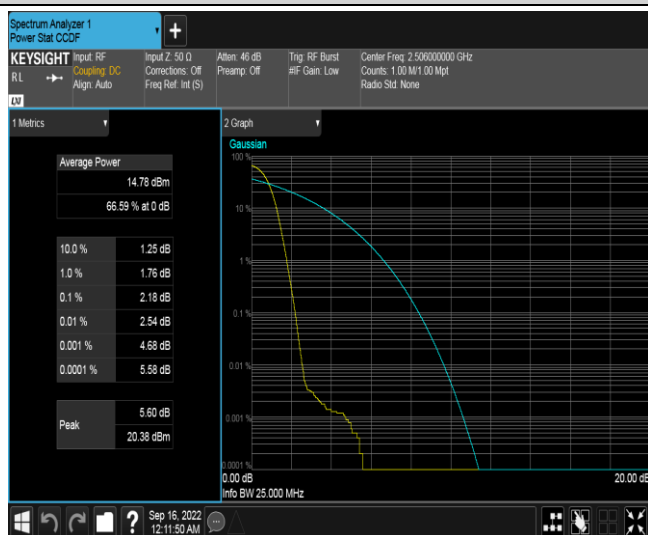 Spectrum Analyzer 1
Power Stat CCDF
+
KEYSIGHT
Input: RF
Coupling: DC
Align: Auto
Input Z: 50 Ω
Corrections: Off
Freq Ref: Int (S)
Atten: 46 dB
Preamp: Off
Trig: RF Burst
#IF Gain: Low
Center Freq: 2.506000000 GHz
Counts: 1.00 M/1.00 Mpt
Radio Std: None
RL
LXI
1 Metrics
Average Power
14.78 dBm
66.59 % at 0 dB
10.0 % 1.25 dB
1.0 % 1.76 dB
0.1 % 2.18 dB
0.01 % 2.54 dB
0.001 % 4.68 dB
0.0001 % 5.58 dB
Peak
5.60 dB
20.38 dBm
2 Graph
Gaussian
100 %
10 %
1 %
0.1 %
0.01 %
0.001 %
0.0001 %
0.00 dB 20.00 dB
Info BW 25.000 MHz
?
Sep 16, 2022
12:11:50 AM